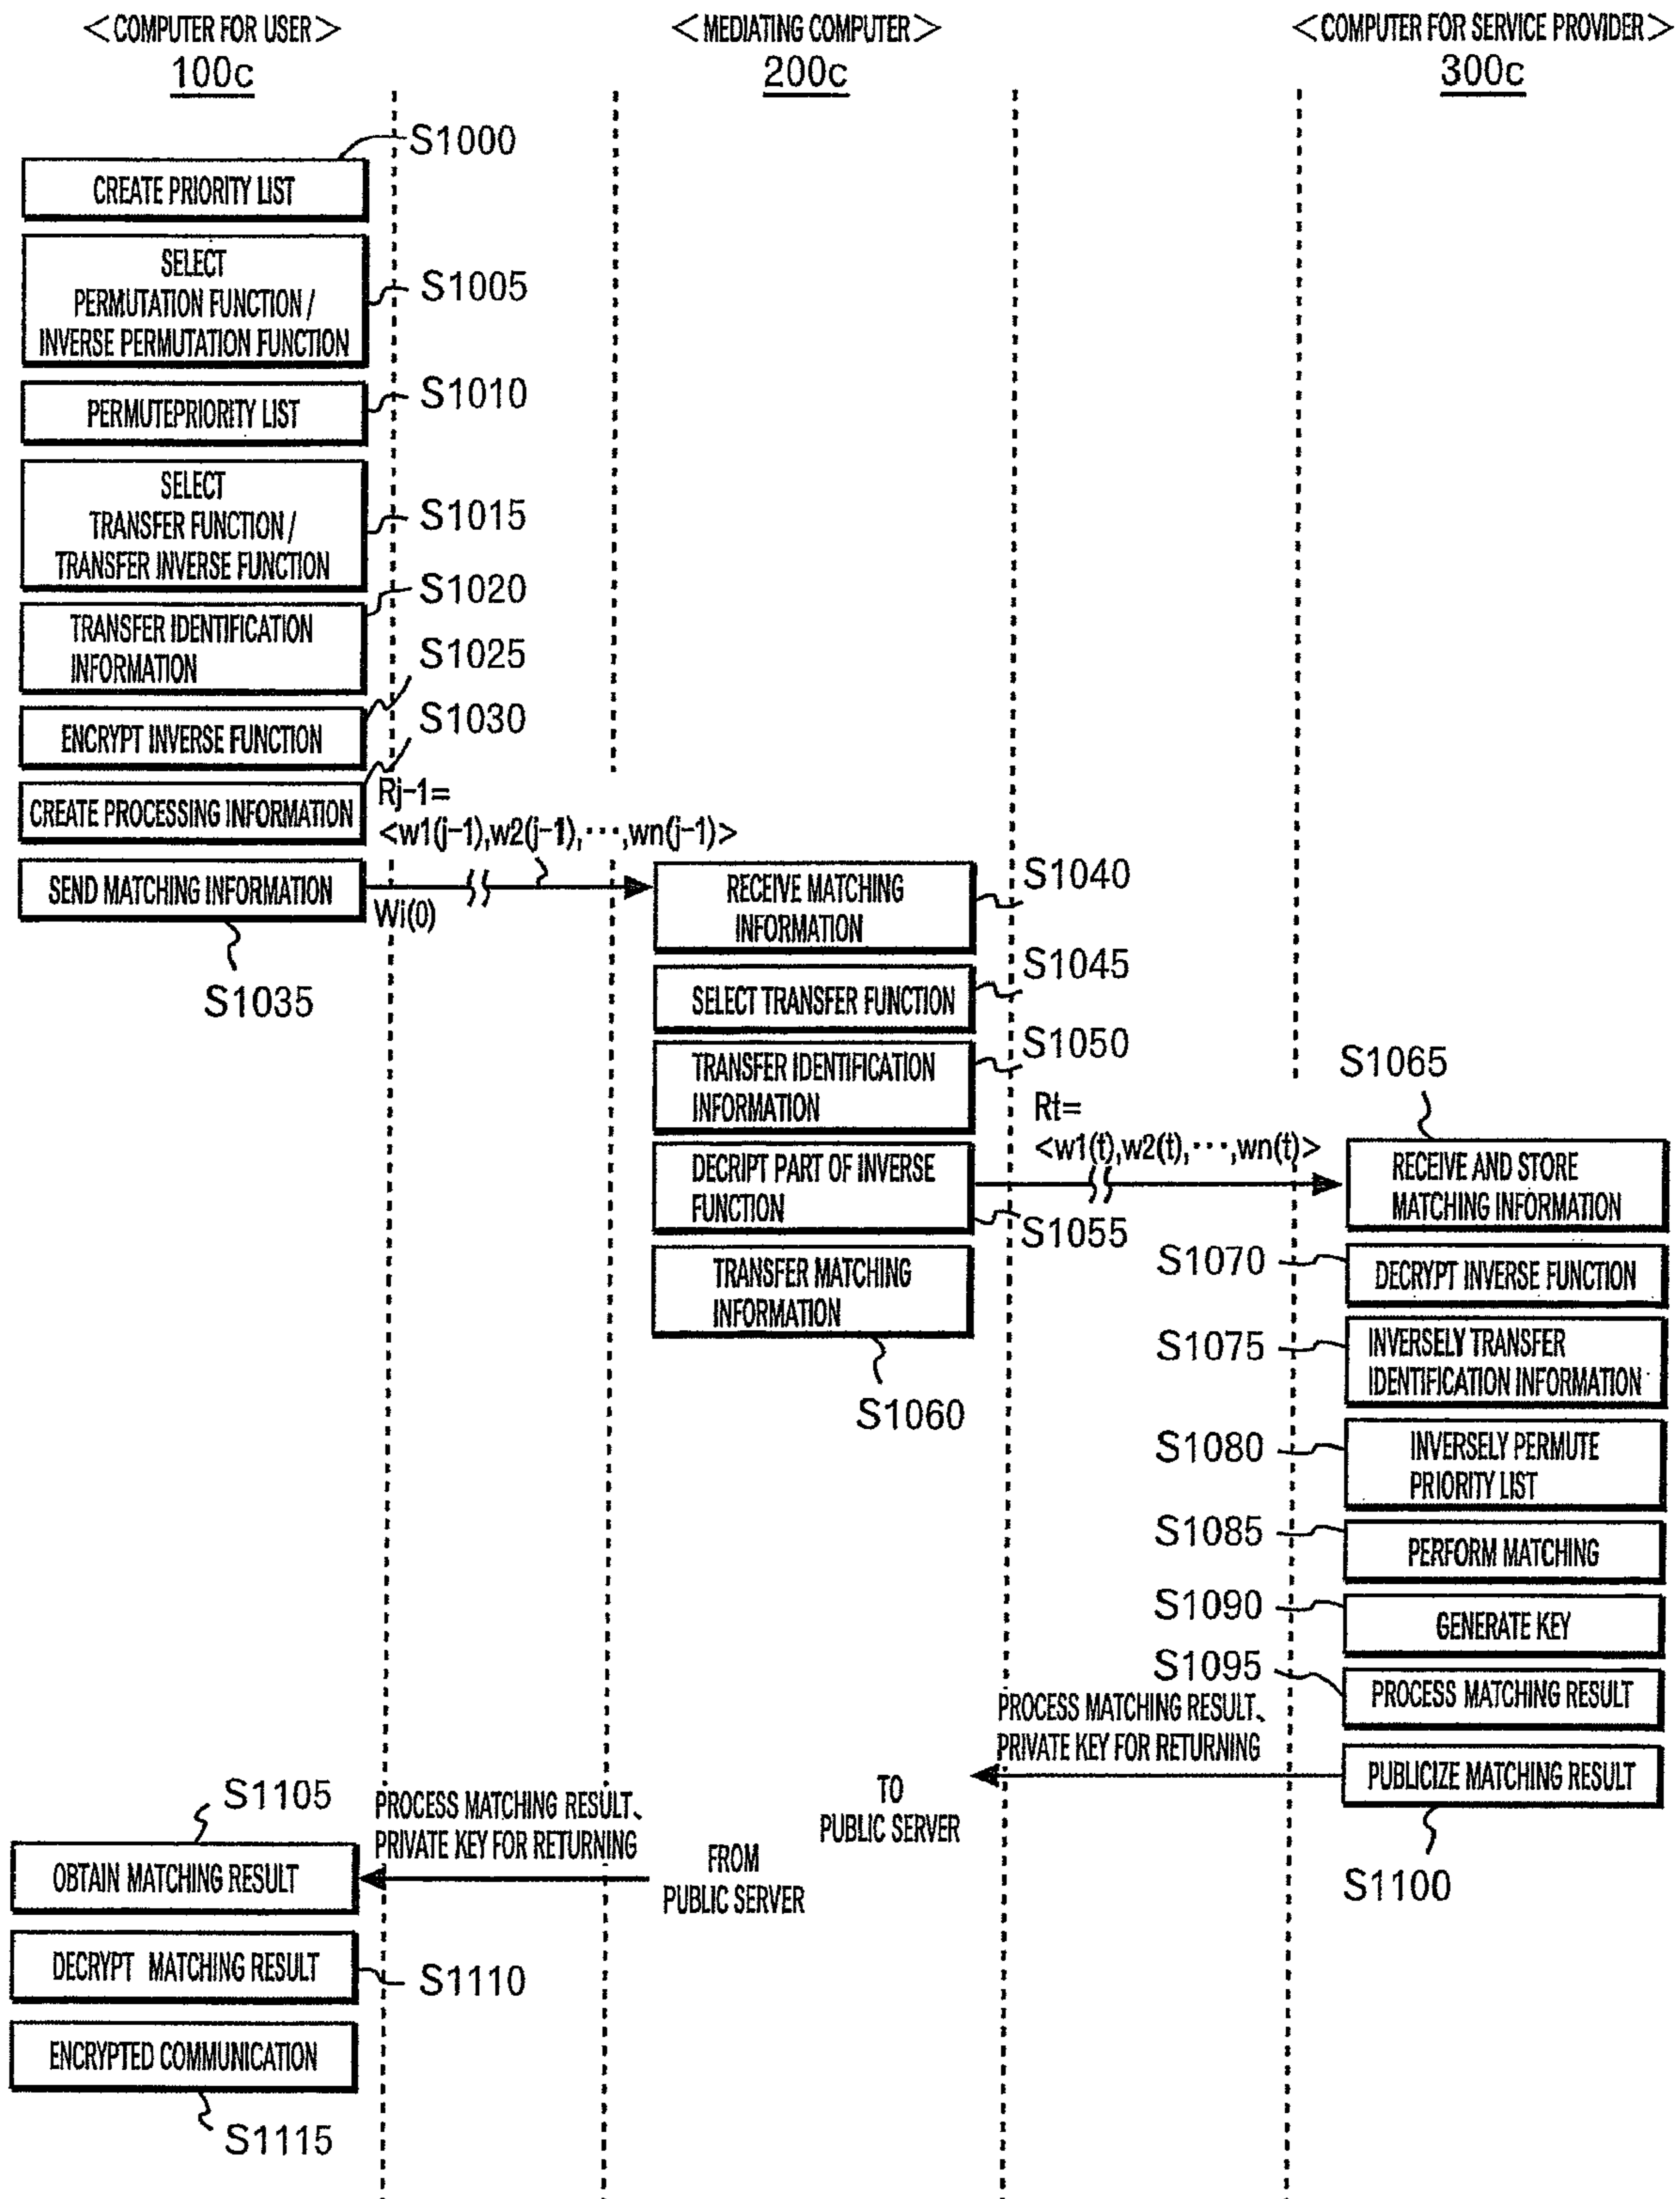 <COMPUTER FOR USER>
100c
<MEDIATING COMPUTER>
200c
<COMPUTER FOR SERVICE PROVIDER>
300c
S1000
CREATE PRIORITY LIST
SELECT
PERMUTATION FUNCTION /
INVERSE PERMUTATION FUNCTION
S1005
PERMUTEPRIORITY LIST
S1010
SELECT
TRANSFER FUNCTION /
TRANSFER INVERSE FUNCTION
S1015
S1020
TRANSFER IDENTIFICATION
INFORMATION
S1025
ENCRYPT INVERSE FUNCTION
S1030
CREATE PROCESSING INFORMATION
Rj-1=
<w1(j-1),w2(j-1),⋯,wn(j-1)>
SEND MATCHING INFORMATION
Wi(0)
S1035
RECEIVE MATCHING
INFORMATION
S1040
SELECT TRANSFER FUNCTION
S1045
TRANSFER IDENTIFICATION
INFORMATION
S1050
DECRIPT PART OF INVERSE
FUNCTION
S1055
TRANSFER MATCHING
INFORMATION
S1060
Rt=
<w1(t),w2(t),⋯,wn(t)>
S1065
RECEIVE AND STORE
MATCHING INFORMATION
S1070
DECRYPT INVERSE FUNCTION
S1075
INVERSELY TRANSFER
IDENTIFICATION INFORMATION
S1080
INVERSELY PERMUTE
PRIORITY LIST
S1085
PERFORM MATCHING
S1090
GENERATE KEY
S1095
PROCESS MATCHING RESULT
PROCESS MATCHING RESULT、
PRIVATE KEY FOR RETURNING
PUBLICIZE MATCHING RESULT
S1100
TO
PUBLIC SERVER
S1105
PROCESS MATCHING RESULT、
PRIVATE KEY FOR RETURNING
FROM
PUBLIC SERVER
OBTAIN MATCHING RESULT
DECRYPT MATCHING RESULT
S1110
ENCRYPTED COMMUNICATION
S1115